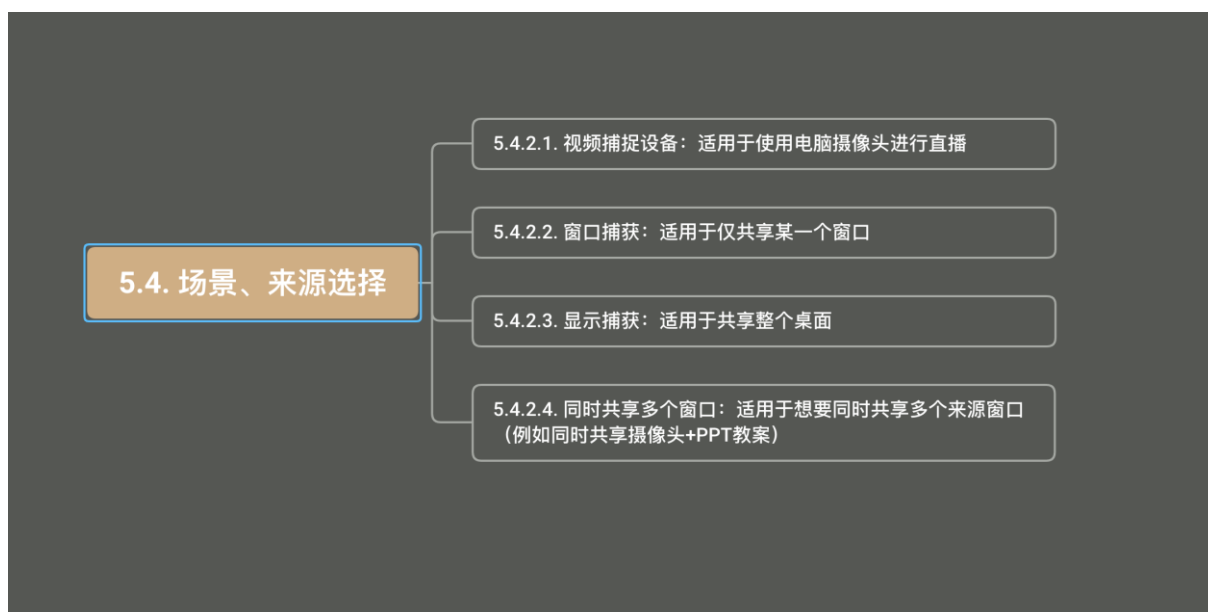 5.4. 场景、来源选择
5.4.2.1. 视频捕捉设备：适用于使用电脑摄像头进行直播
5.4.2.2. 窗口捕获：适用于仅共享某一个窗口
5.4.2.3. 显示捕获：适用于共享整个桌面
5.4.2.4. 同时共享多个窗口：适用于想要同时共享多个来源窗口
（例如同时共享摄像头+PPT教案）